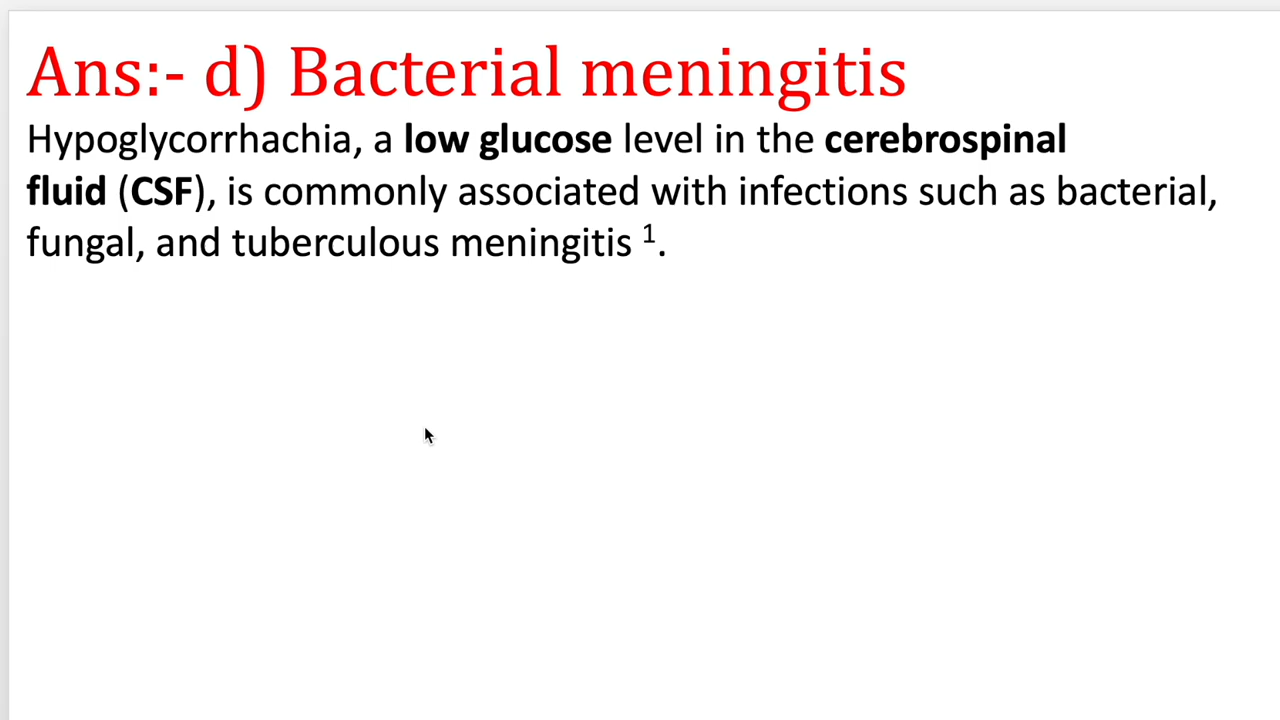 Ans:- d) Bacterial meningitis
Hypoglycorrhachia, a low glucose level in the cerebrospinal
fluid (CSF), is commonly associated with infections such as bacterial,
fungal, and tuberculous meningitis ¹.